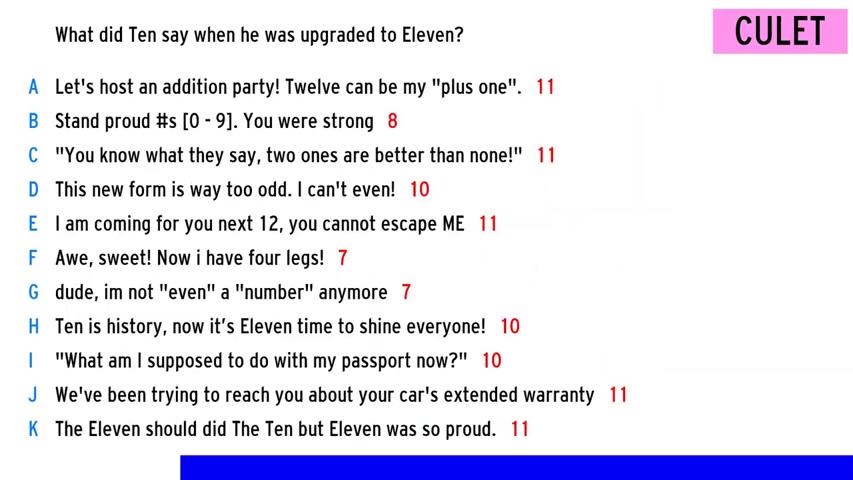 What did Ten say when he was upgraded to Eleven?
CULET
A Let's host an addition party! Twelve can be my "plus one". 11
B Stand proud #s [0 - 9]. You were strong 8
C "You know what they say, two ones are better than none!" 11
D This new form is way too odd. I can't even! 10
E I am coming for you next 12, you cannot escape ME 11
F Awe, sweet! Now i have four legs! 7
G dude, im not "even" a "number" anymore 7
H Ten is history, now it's Eleven time to shine everyone! 10
I "What am I supposed to do with my passport now?" 10
J We've been trying to reach you about your car's extended warranty 11
K The Eleven should did The Ten but Eleven was so proud. 11